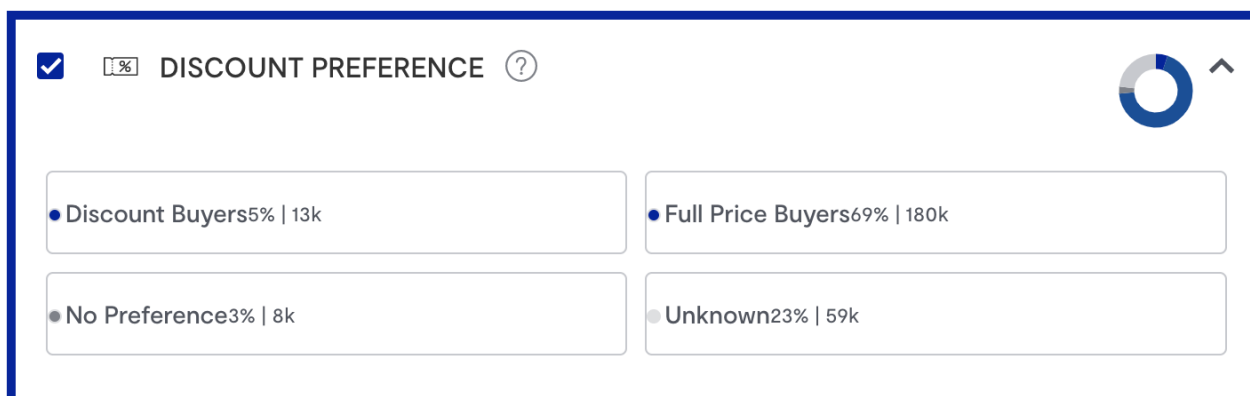 DISCOUNT PREFERENCE ?
Discount Buyers5% | 13k
Full Price Buyers69% | 180k
No Preference3% | 8k
Unknown23% | 59k